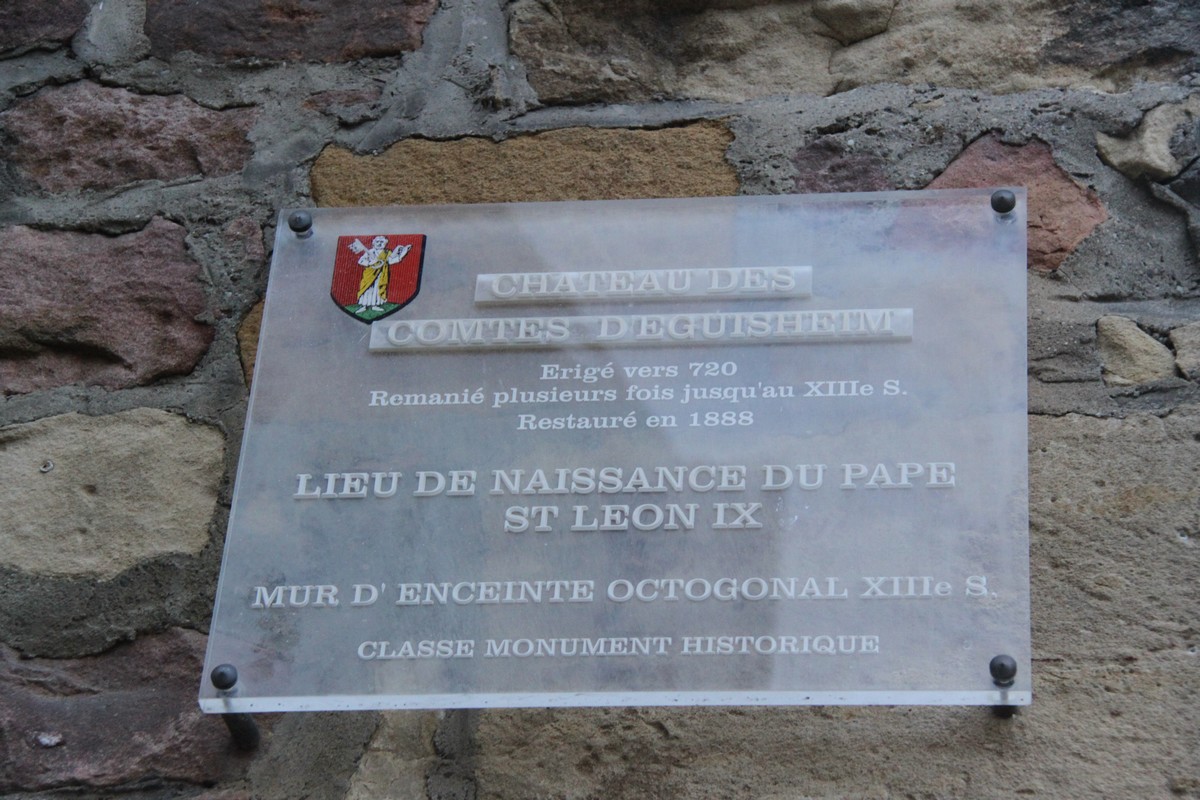 CHATEAU DES
COMTES D'EGUISHEIM
Erigé vers 720
Remanié plusieurs fois jusqu'au XIIIe S.
Restauré en 1888
LIEU DE NAISSANCE DU PAPE
ST LEON IX
MUR D' ENCEINTE OCTOGONAL XIIIe S.
CLASSE MONUMENT HISTORIQUE